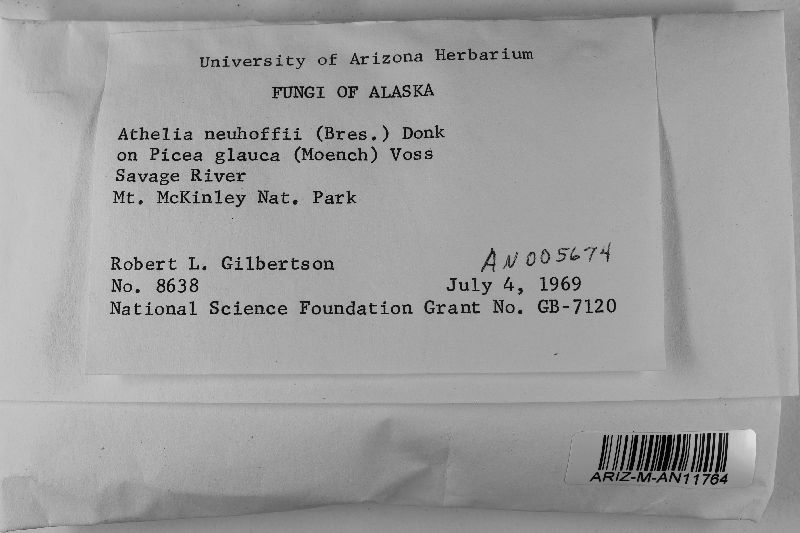 University of Arizona Herbarium
FUNGI OF ALASKA
Athelia neuhoffii (Bres.) Donk
on Picea glauca (Moench) Voss
Savage River
Mt. McKinley Nat. Park
AN005674
Robert L. Gilbertson
No. 8638 July 4, 1969
National Science Foundation Grant No. GB-7120
ARIZ-M-AN11764